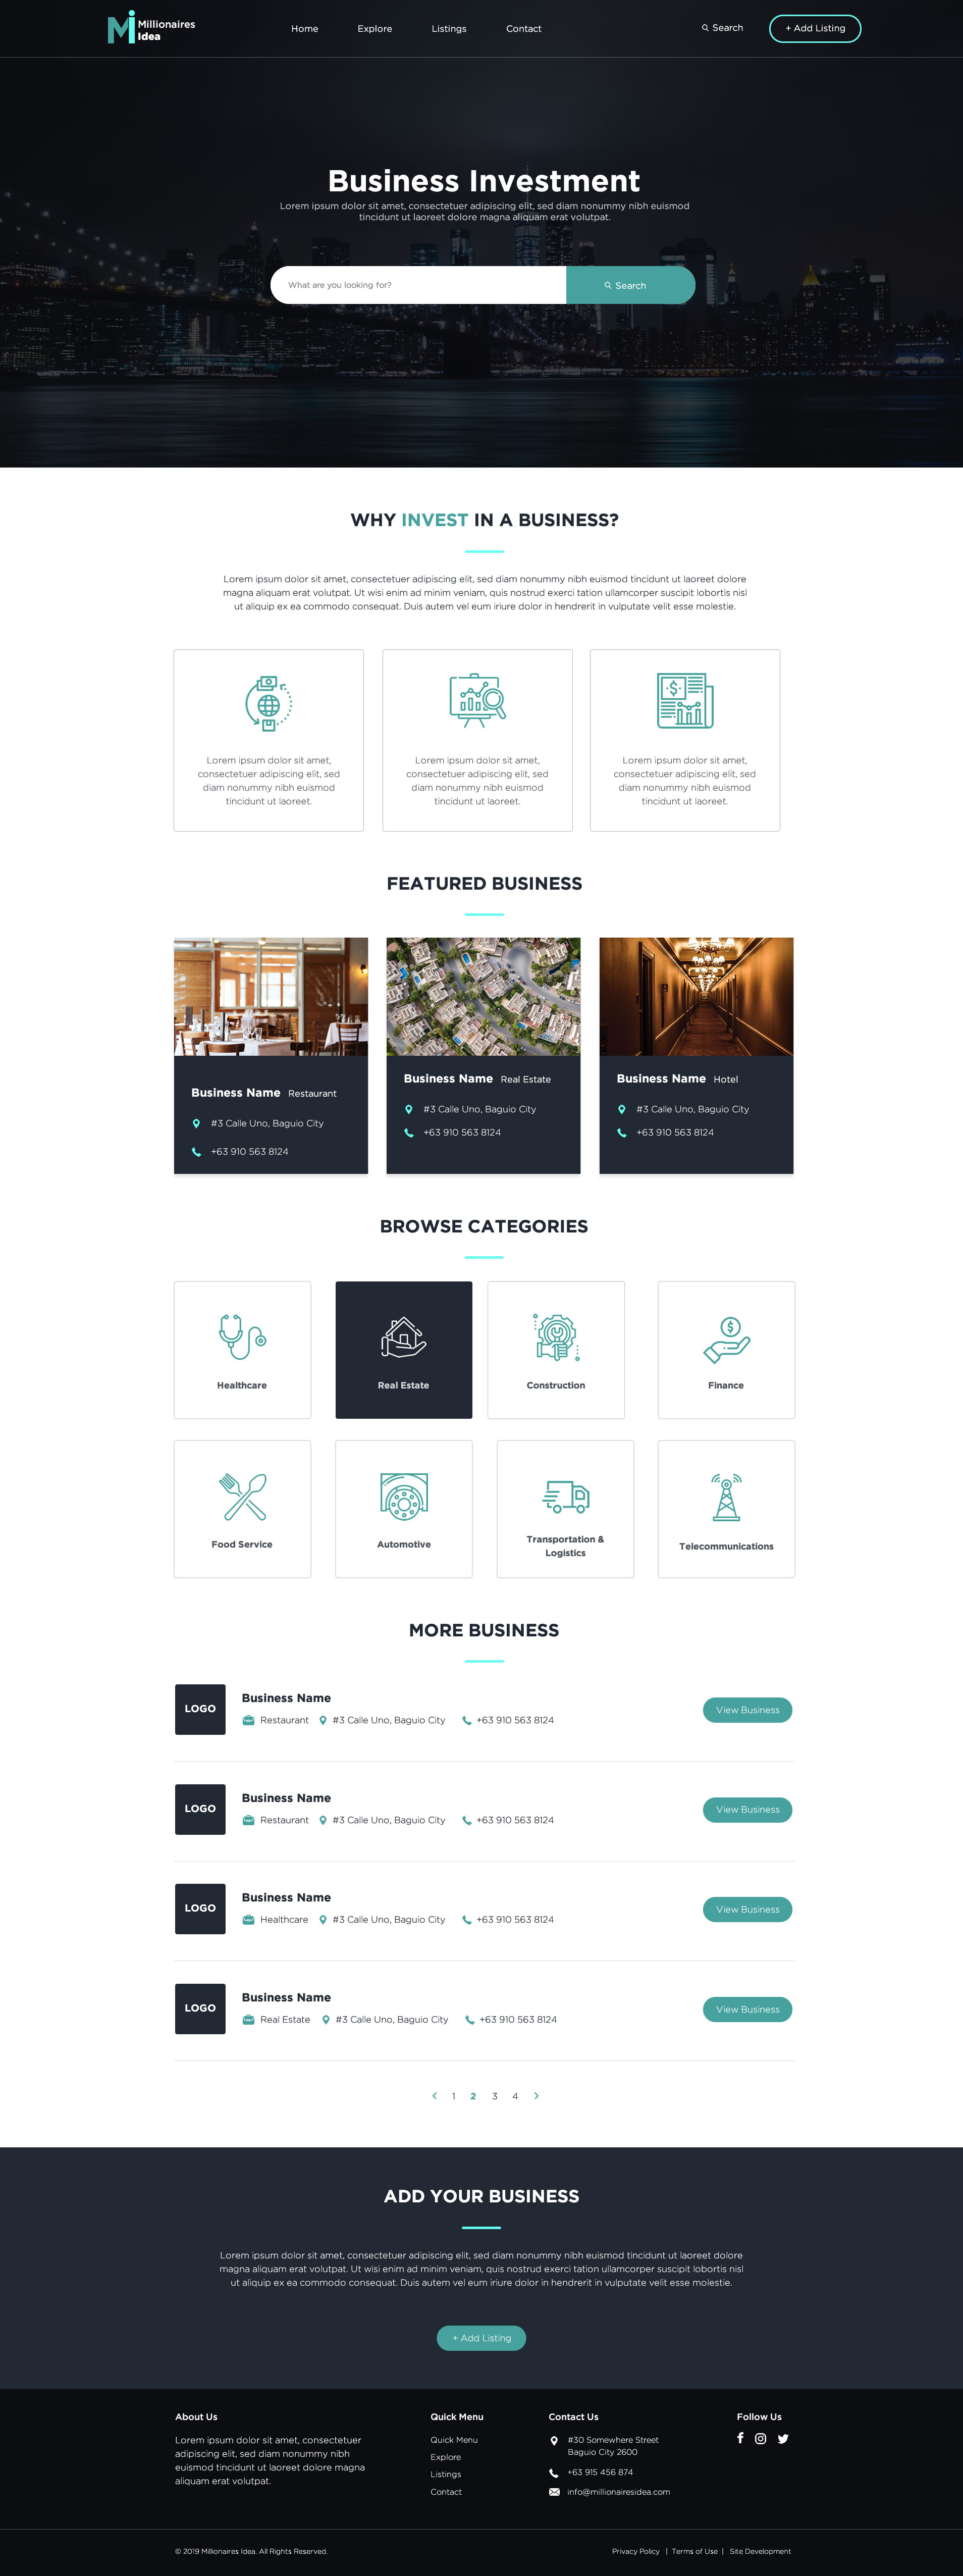 Millionaires
Idea
Home
Explore
Listings
Contact
Search
+ Add Listing
Business Investment
Lorem ipsum dolor sit amet, consectetuer adipiscing elit, sed diam nonummy nibh euismod
tincidunt ut laoreet dolore magna aliquam erat volutpat.
What are you looking for?
Search
WHY INVEST IN A BUSINESS?
Lorem ipsum dolor sit amet, consectetuer adipiscing elit, sed diam nonummy nibh euismod tincidunt ut laoreet dolore
magna aliquam erat volutpat. Ut wisi enim ad minim veniam, quis nostrud exerci tation ullamcorper suscipit lobortis nisl
ut aliquip ex ea commodo consequat. Duis autem vel eum iriure dolor in hendrerit in vulputate velit esse molestie.
Lorem ipsum dolor sit amet,
consectetuer adipiscing elit, sed
diam nonummy nibh euismod
tincidunt ut laoreet.
Lorem ipsum dolor sit amet,
consectetuer adipiscing elit, sed
diam nonummy nibh euismod
tincidunt ut laoreet.
Lorem ipsum dolor sit amet,
consectetuer adipiscing elit, sed
diam nonummy nibh euismod
tincidunt ut laoreet.
FEATURED BUSINESS
Business Name Restaurant
#3 Calle Uno, Baguio City
+63 910 563 8124
Business Name Real Estate
#3 Calle Uno, Baguio City
+63 910 563 8124
Business Name Hotel
#3 Calle Uno, Baguio City
+63 910 563 8124
BROWSE CATEGORIES
Healthcare
Real Estate
Construction
Finance
Food Service
Automotive
Transportation &
Logistics
Telecommunications
MORE BUSINESS
LOGO
Business Name
Restaurant #3 Calle Uno, Baguio City +63 910 563 8124
View Business
LOGO
Business Name
Restaurant #3 Calle Uno, Baguio City +63 910 563 8124
View Business
LOGO
Business Name
Healthcare #3 Calle Uno, Baguio City +63 910 563 8124
View Business
LOGO
Business Name
Real Estate #3 Calle Uno, Baguio City +63 910 563 8124
View Business
1 2 3 4
ADD YOUR BUSINESS
Lorem ipsum dolor sit amet, consectetuer adipiscing elit, sed diam nonummy nibh euismod tincidunt ut laoreet dolore
magna aliquam erat volutpat. Ut wisi enim ad minim veniam, quis nostrud exerci tation ullamcorper suscipit lobortis nisl
ut aliquip ex ea commodo consequat. Duis autem vel eum iriure dolor in hendrerit in vulputate velit esse molestie.
+ Add Listing
About Us
Lorem ipsum dolor sit amet, consectetuer
adipiscing elit, sed diam nonummy nibh
euismod tincidunt ut laoreet dolore magna
aliquam erat volutpat.
Quick Menu
Quick Menu
Explore
Listings
Contact
Contact Us
#30 Somewhere Street
Baguio City 2600
+63 915 456 874
info@millionairesidea.com
Follow Us
© 2019 Millionaires Idea. All Rights Reserved.
Privacy Policy | Terms of Use | Site Development